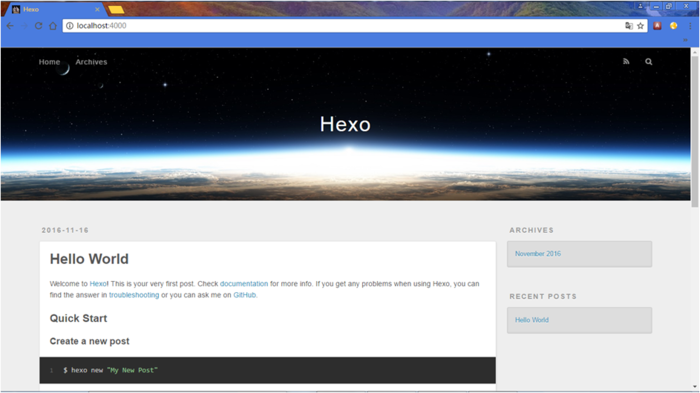 Hexo
localhost:4000
Home Archives
Hexo
2016-11-16
Hello World
Welcome to Hexo! This is your very first post. Check documentation for more info. If you get any problems when using Hexo, you can
find the answer in troubleshooting or you can ask me on GitHub.
Quick Start
Create a new post
1 $ hexo new "My New Post"
ARCHIVES
November 2016
RECENT POSTS
Hello World